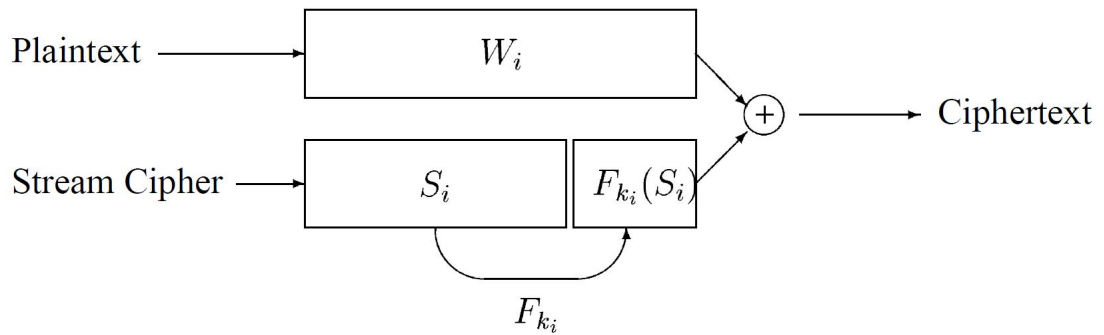 Plaintext W_i
+ Ciphertext
Stream Cipher S_i F_{k_i}(S_i)
F_{k_i}